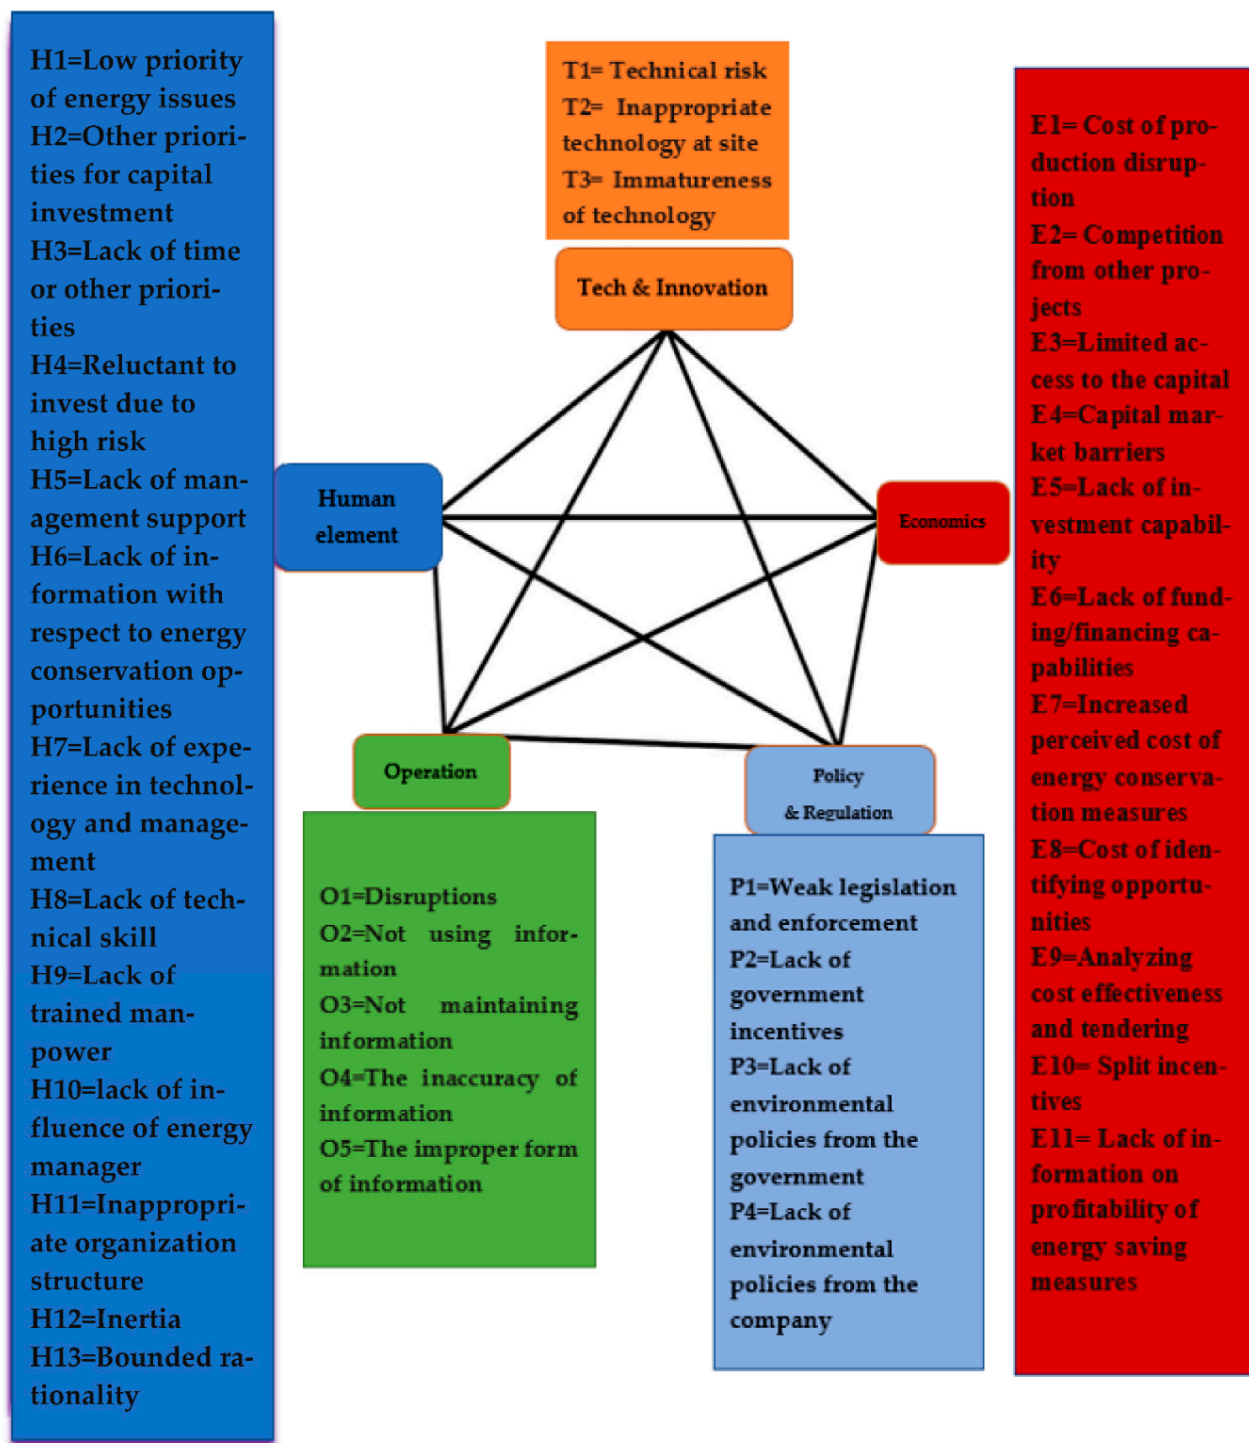 H1=Low priority
of energy issues
H2=Other priori-
ties for capital
investment
H3=Lack of time
or other priori-
ties
H4=Reluctant to
invest due to
high risk
H5=Lack of man-
agement support
H6=Lack of in-
formation with
respect to energy
conservation op-
portunities
H7=Lack of expe-
rience in technol-
ogy and manage-
ment
H8=Lack of tech-
nical skill
H9=Lack of
trained man-
power
H10=lack of in-
fluence of energy
manager
H11=Inappropri-
ate organization
structure
H12=Inertia
H13=Bounded ra-
tionality
T1= Technical risk
T2= Inappropriate
technology at site
T3= Immatureness
of technology
Tech & Innovation
Human
element
Economics
Operation
Policy
& Regulation
O1=Disruptions
O2=Not using infor-
mation
O3=Not maintaining
information
O4=The inaccuracy of
information
O5=The improper form
of information
P1=Weak legislation
and enforcement
P2=Lack of
government
incentives
P3=Lack of
environmental
policies from the
government
P4=Lack of
environmental
policies from the
company
E1= Cost of pro-
duction disrup-
tion
E2= Competition
from other pro-
jects
E3=Limited ac-
cess to the capital
E4=Capital mar-
ket barriers
E5=Lack of in-
vestment capabil-
ity
E6=Lack of fund-
ing/financing ca-
pabilities
E7=Increased
perceived cost of
energy conserva-
tion measures
E8=Cost of iden-
tifying opportu-
nities
E9=Analyzing
cost effectiveness
and tendering
E10= Split incen-
tives
E11= Lack of in-
formation on
profitability of
energy saving
measures